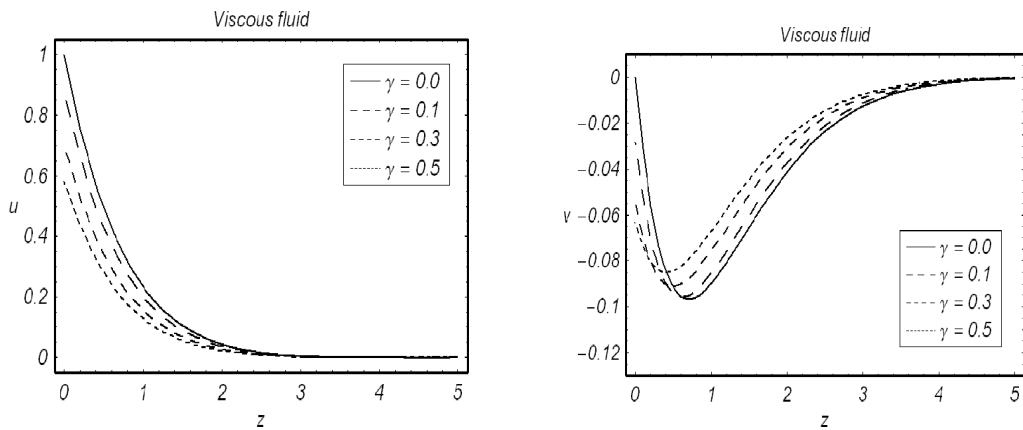 Viscous fluid
1
0.8
0.6
0.4
0.2
0
u
0 1 2 3 4 5
z
γ = 0.0
γ = 0.1
γ = 0.3
γ = 0.5
Viscous fluid
0
−0.02
−0.04
−0.06
−0.08
−0.1
−0.12
v
0 1 2 3 4 5
z
γ = 0.0
γ = 0.1
γ = 0.3
γ = 0.5